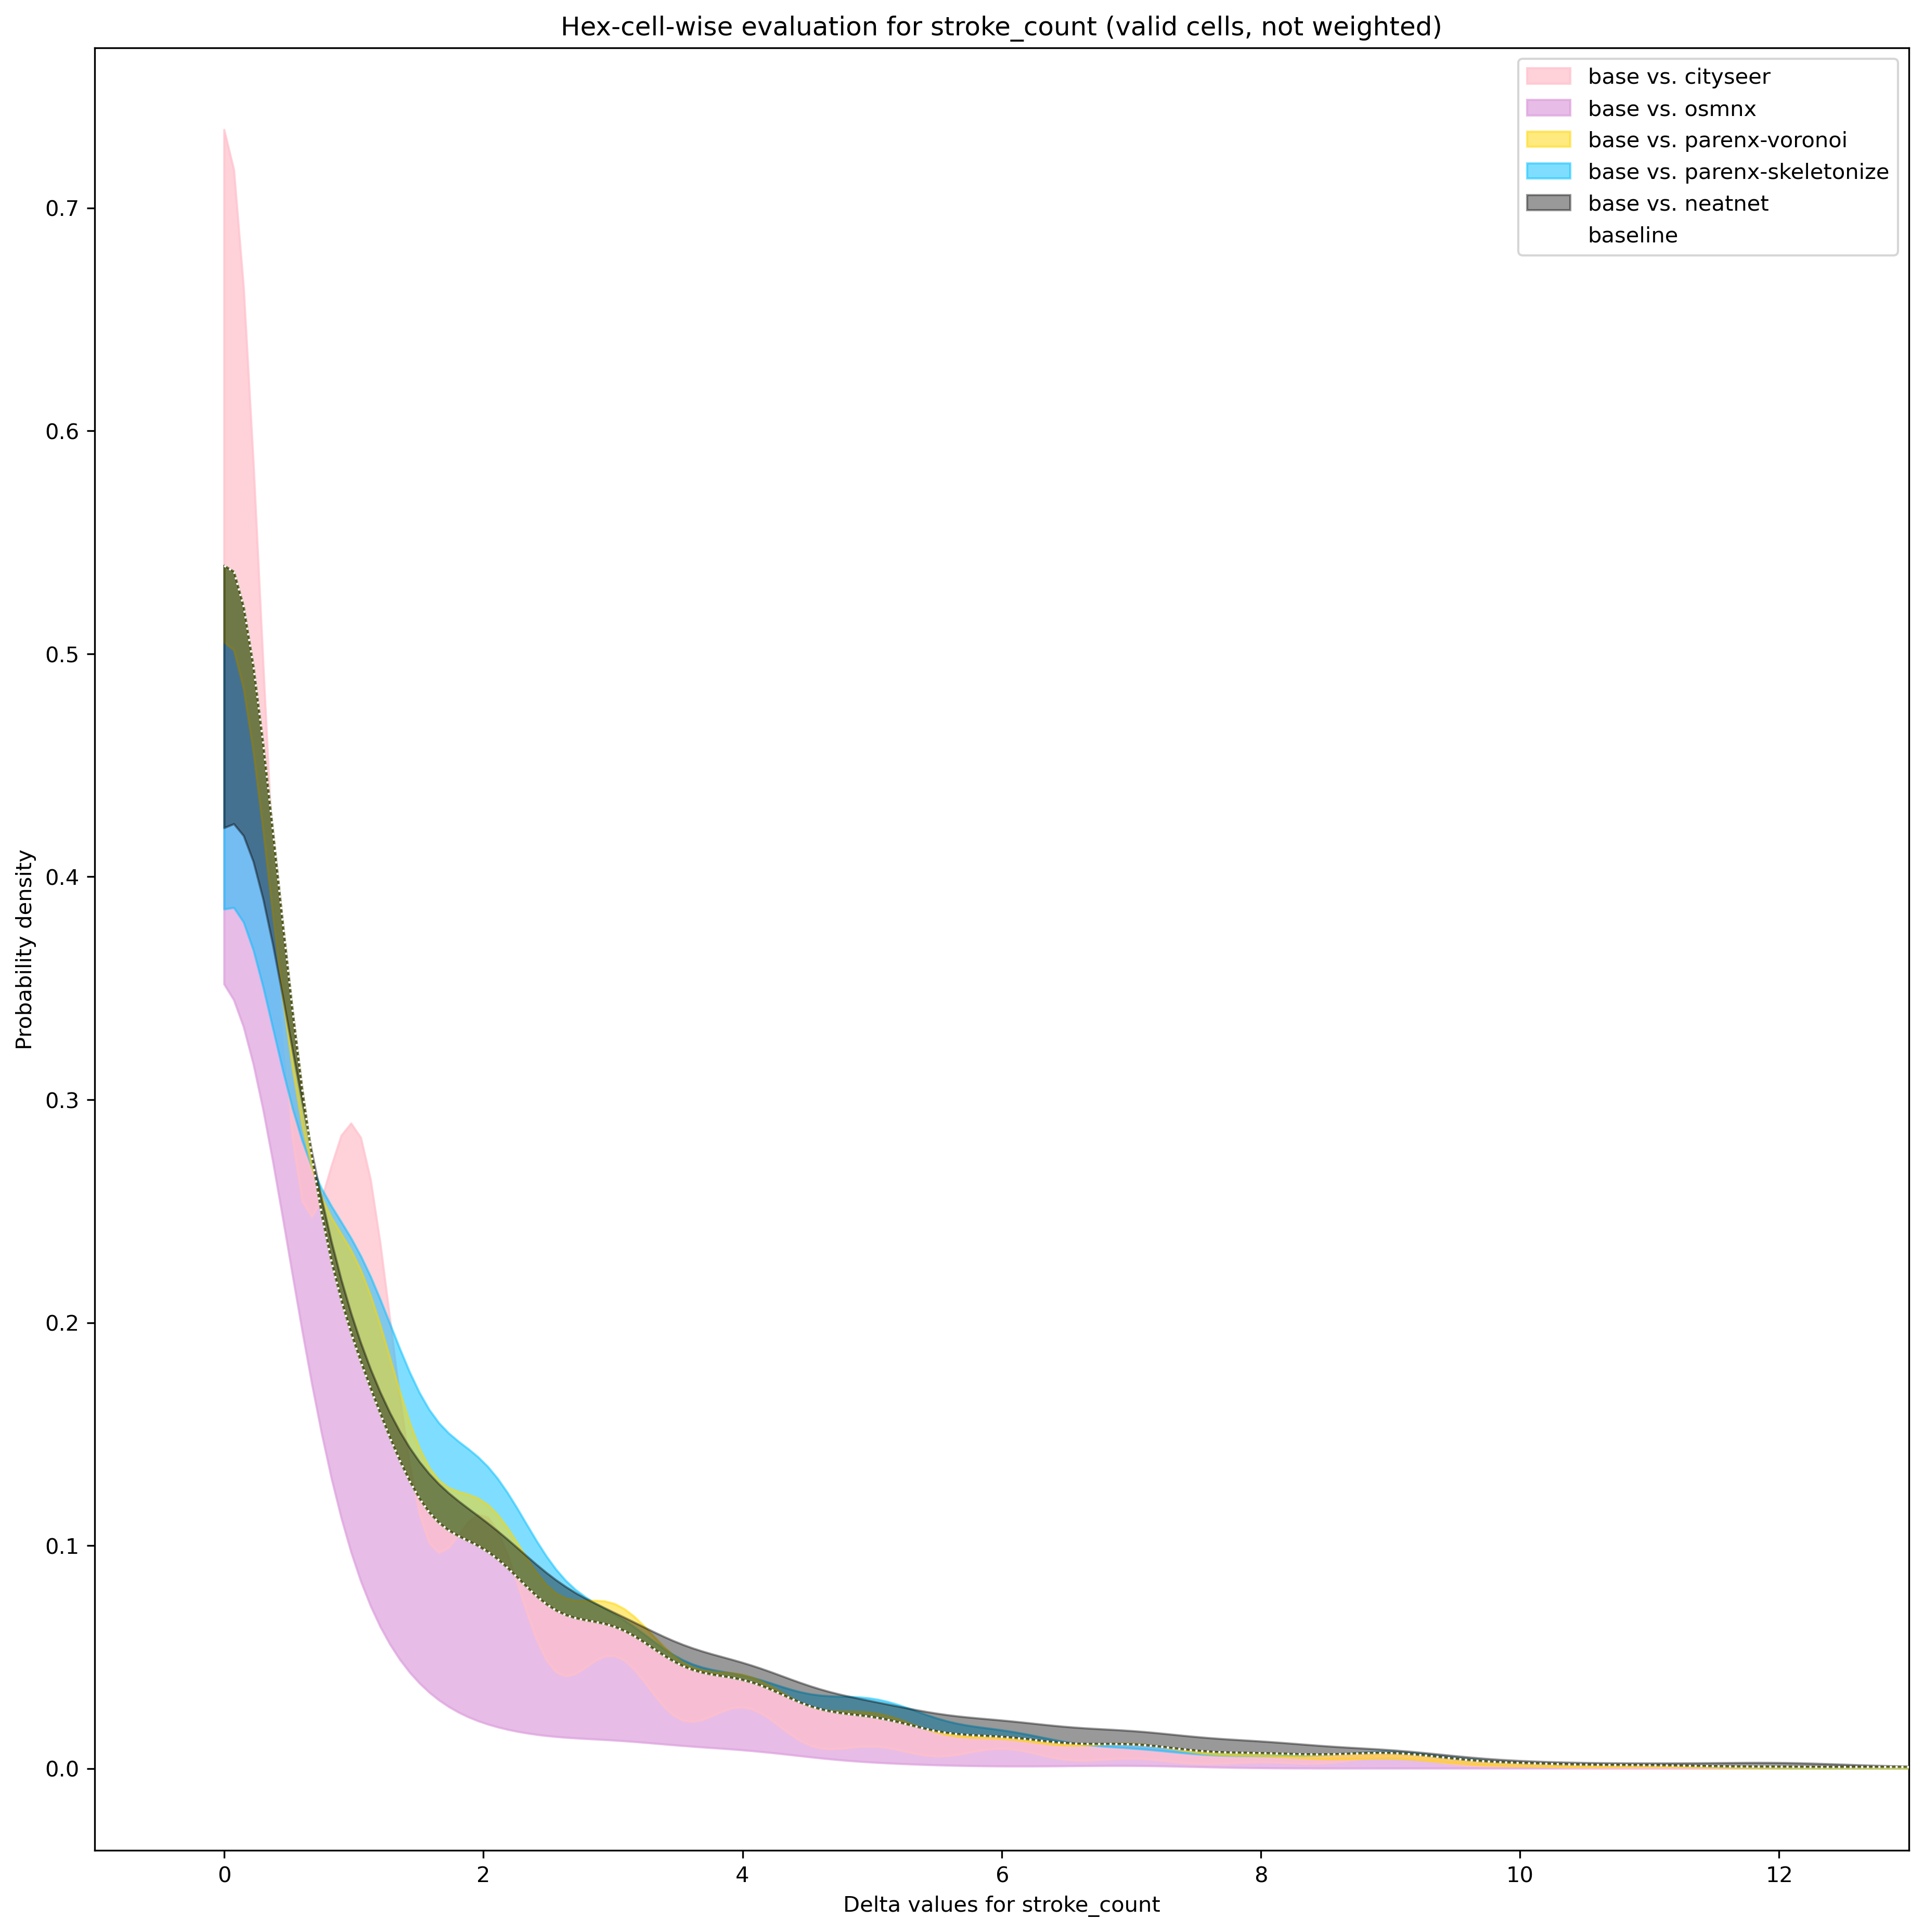 Hex-cell-wise evaluation for stroke_count (valid cells, not weighted)
base vs. cityseer
base vs. osmnx
base vs. parenx-voronoi
base vs. parenx-skeletonize
base vs. neatnet
baseline
0.7
0.6
0.5
0.4
0.3
0.2
0.1
0.0
Probability density
0 2 4 6 8 10 12
Delta values for stroke_count